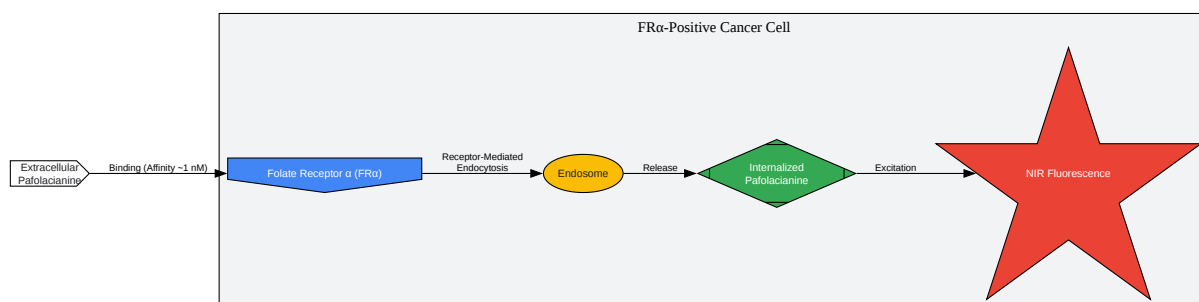 FRα-Positive Cancer Cell
Extracellular
Pafolacianine
Binding (Affinity ~1 nM)
Folate Receptor α (FRα)
Receptor-Mediated
Endocytosis
Endosome
Release
Internalized
Pafolacianine
Excitation
NIR Fluorescence